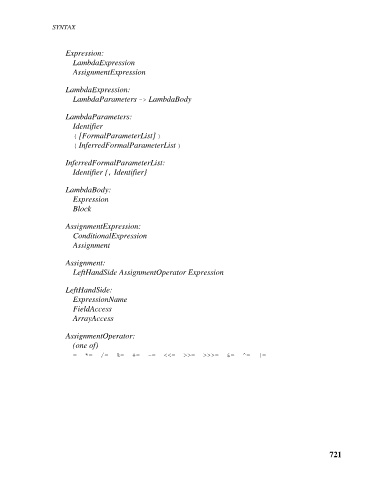 SYNTAX
Expression:
LambdaExpression
AssignmentExpression
LambdaExpression:
LambdaParameters -> LambdaBody
LambdaParameters:
Identifier
( [FormalParameterList] )
( InferredFormalParameterList )
InferredFormalParameterList:
Identifier {, Identifier}
LambdaBody:
Expression
Block
AssignmentExpression:
ConditionalExpression
Assignment
Assignment:
LeftHandSide AssignmentOperator Expression
LeftHandSide:
ExpressionName
FieldAccess
ArrayAccess
AssignmentOperator:
(one of)
= *= /= %= += -= <<= >>= >>>= &= ^= |=
721